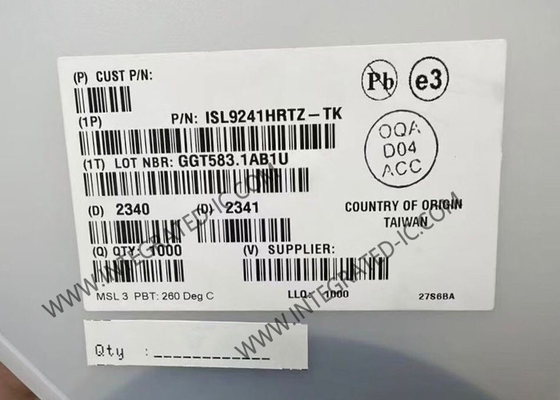 (P) CUST P/N:
Pb e3
(1P) P/N: ISL9241HRTZ-TK
OQA
D04
ACC
(1T) LOT NBR: GGT583.1AB1U
(D) 2340 (D) 2341
COUNTRY OF ORIGIN
TAIWAN
(Q) QTY: 1000 (V) SUPPLIER:
MSL 3 PBT: 260 Deg C LLQ 1000 27S6BA
Qty :
WWW.INTEGRATED-IC.COM
WWW.INTEGRATED-IC.COM